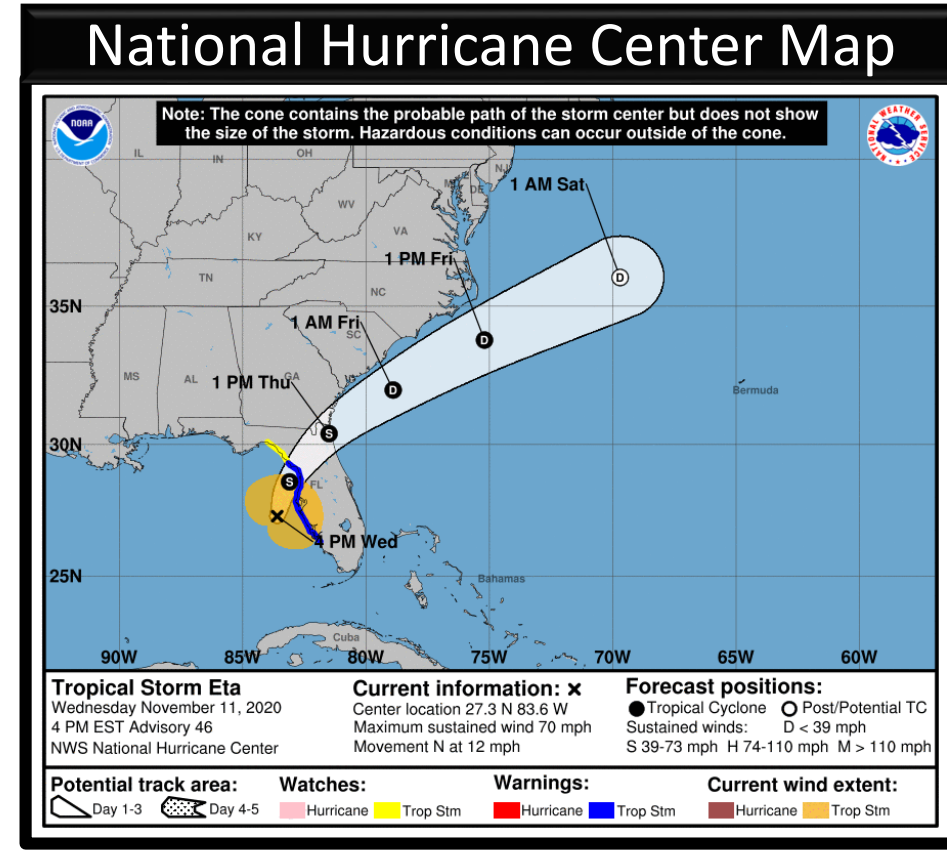 National Hurricane Center Map
Note: The cone contains the probable path of the storm center but does not show
the size of the storm. Hazardous conditions can occur outside of the cone.
NOAA
NATIONAL WEATHER SERVICE
IL
IN
OH
NJ
DE
1 AM Sat
WV
KY
VA
1 PM Fri
D
TN
NC
35N
1 AM Fri
SC
D
MS
AL
GA
1 PM Thu
D
Bermuda
S
30N
S
FL
4 PM Wed
25N
Bahamas
Cuba
90W
85W
80W
75W
70W
65W
60W
Tropical Storm Eta
Wednesday November 11, 2020
4 PM EST Advisory 46
NWS National Hurricane Center
Current information: ×
Center location 27.3 N 83.6 W
Maximum sustained wind 70 mph
Movement N at 12 mph
Forecast positions:
Tropical Cyclone
Post/Potential TC
Sustained winds: D < 39 mph
S 39-73 mph H 74-110 mph M > 110 mph
Potential track area:
Day 1-3
Day 4-5
Watches:
Hurricane
Trop Stm
Warnings:
Hurricane
Trop Stm
Current wind extent:
Hurricane
Trop Stm